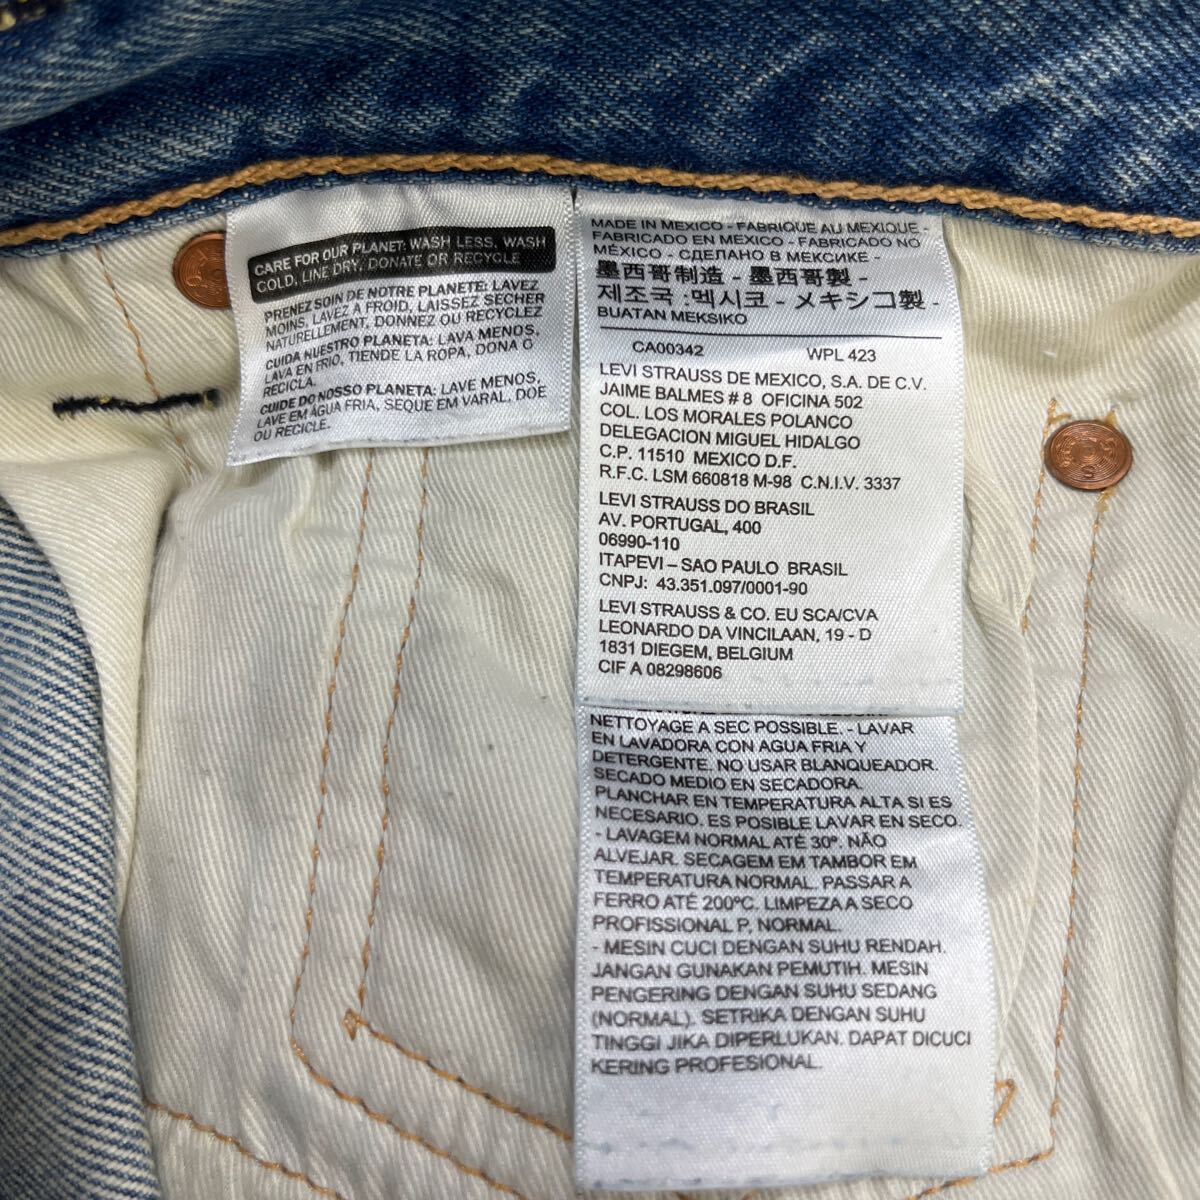 CARE FOR OUR PLANET: WASH LESS, WASH
COLD, LINE DRY, DONATE OR RECYCLE
PRENEZ SOIN DE NOTRE PLANETE: LAVEZ
MOINS, LAVEZ A FROID, LAISSEZ SECHER
NATURELLEMENT, DONNEZ OU RECYCLEZ
CUIDA NUESTRO PLANETA: LAVA MENOS,
LAVA EN FRIO, TIENDE LA ROPA, DONA O
RECICLA.
CUIDE DO NOSSO PLANETA: LAVE MENOS,
LAVE EM ÁGUA FRIA, SEQUE EM VARAL, DOE
OU RECICLE.
MADE IN MEXICO - FABRIQUE AU MEXIQUE -
FABRICADO EN MEXICO - FABRICADO NO
MÉXICO - СДЕЛАНО В МЕКСИКЕ -
墨西哥制造 - 墨西哥製 -
제조국 :멕시코 - メキシコ製 -
BUATAN MEKSIKO
CA00342 WPL 423
LEVI STRAUSS DE MEXICO, S.A. DE C.V.
JAIME BALMES # 8 OFICINA 502
COL. LOS MORALES POLANCO
DELEGACION MIGUEL HIDALGO
C.P. 11510 MEXICO D.F.
R.F.C. LSM 660818 M-98 C.N.I.V. 3337
LEVI STRAUSS DO BRASIL
AV. PORTUGAL, 400
06990-110
ITAPEVI – SAO PAULO BRASIL
CNPJ: 43.351.097/0001-90
LEVI STRAUSS & CO. EU SCA/CVA
LEONARDO DA VINCILAAN, 19 - D
1831 DIEGEM, BELGIUM
CIF A 08298606
NETTOYAGE A SEC POSSIBLE. - LAVAR
EN LAVADORA CON AGUA FRIA Y
DETERGENTE. NO USAR BLANQUEADOR.
SECADO MEDIO EN SECADORA.
PLANCHAR EN TEMPERATURA ALTA SI ES
NECESARIO. ES POSIBLE LAVAR EN SECO.
- LAVAGEM NORMAL ATÉ 30º. NÃO
ALVEJAR. SECAGEM EM TAMBOR EM
TEMPERATURA NORMAL. PASSAR A
FERRO ATÉ 200ºC. LIMPEZA A SECO
PROFISSIONAL P, NORMAL.
- MESIN CUCI DENGAN SUHU RENDAH.
JANGAN GUNAKAN PEMUTIH. MESIN
PENGERING DENGAN SUHU SEDANG
(NORMAL). SETRIKA DENGAN SUHU
TINGGI JIKA DIPERLUKAN. DAPAT DICUCI
KERING PROFESIONAL.